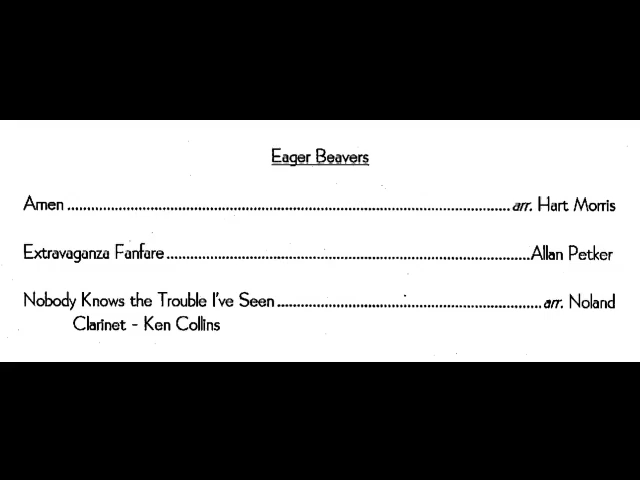 Eager Beavers
Amen ........................................ arr. Hart Morris
Extravaganza Fanfare ........................................ Allan Petker
Nobody Knows the Trouble I've Seen ........................................ arr. Noland
Clarinet - Ken Collins